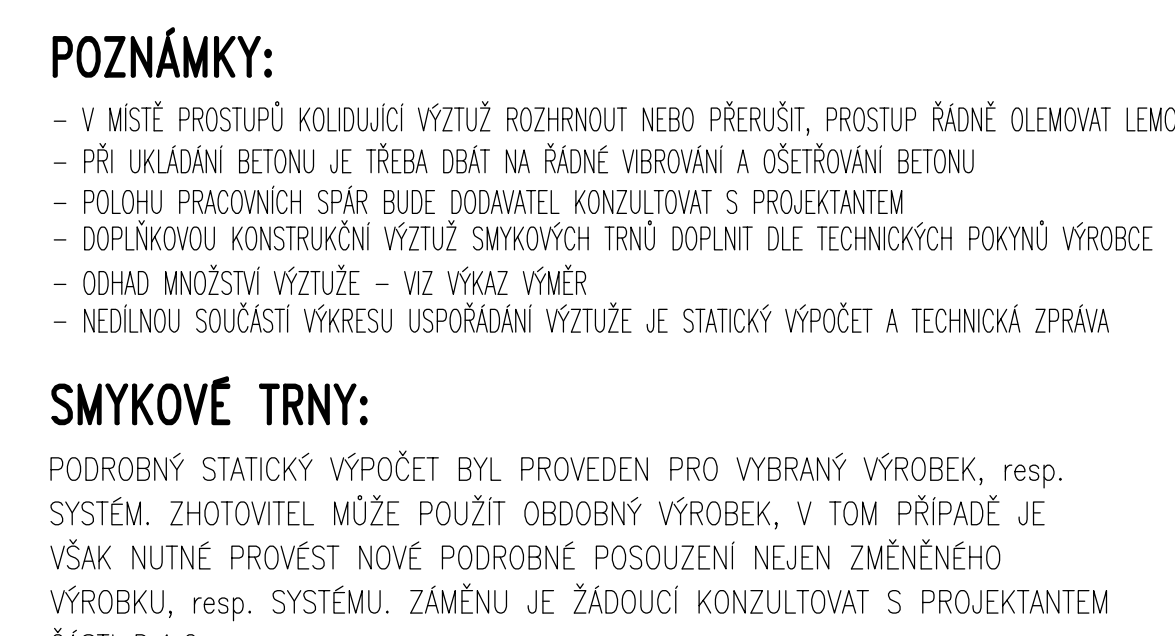 POZNÁMKY:
- V MÍSTĚ PROSTUPŮ KOLIDUJÍCÍ VÝZTUŽ ROZHRNOUT NEBO PŘERUŠIT, PROSTUP ŘÁDNĚ OLEMOVAT
- PŘI UKLÁDÁNÍ BETONU JE TŘEBA DBÁT NA ŘÁDNÉ VIBROVÁNÍ A OŠETŘOVÁNÍ BETONU
- POLOHU PRACOVNÍCH SPÁR BUDE DODAVATEL KONZULTOVAT S PROJEKTANTEM
- DOPLŇKOVOU KONSTRUKČNÍ VÝZTUŽ SMYKOVÝCH TRNŮ DOPLNIT DLE TECHNICKÝCH POKYNŮ VÝROBCE
- ODHAD MNOŽSTVÍ VÝZTUŽE - VIZ VÝKAZ VÝMĚR
- NEDÍLNOU SOUČÁSTÍ VÝKRESU USPOŘÁDÁNÍ VÝZTUŽE JE STATICKÝ VÝPOČET A TECHNICKÁ ZPRÁVA
SMYKOVÉ TRNY:
PODROBNÝ STATICKÝ VÝPOČET BYL PROVEDEN PRO VYBRANÝ VÝROBEK, resp.
SYSTÉM. ZHOTOVITEL MŮŽE POUŽÍT OBDOBNÝ VÝROBEK, V TOM PŘÍPADĚ JE
VŠAK NUTNÉ PROVÉST NOVÉ PODROBNÉ POSOUZENÍ NEJEN ZMĚNĚNÉHO
VÝROBKU, resp. SYSTÉMU. ZÁMĚNU JE ŽÁDOUCÍ KONZULTOVAT S PROJEKTANTEM